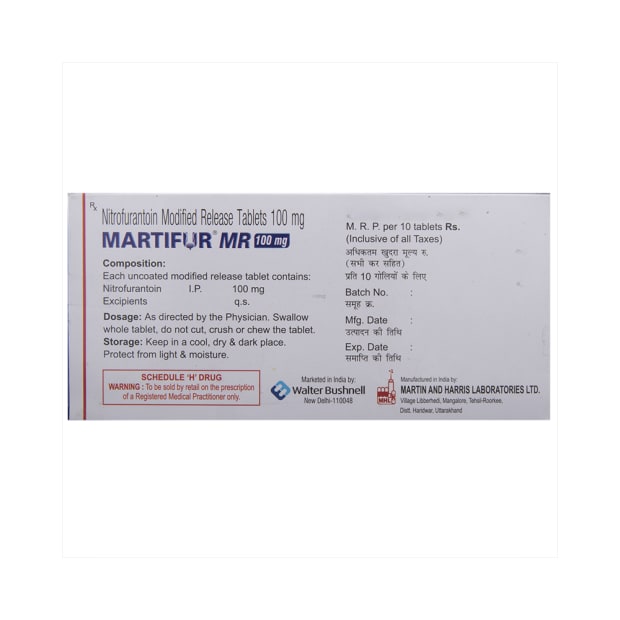 Rx
Nitrofurantoin Modified Release Tablets 100 mg
MARTIFUR® MR 100 mg
Composition:
Each uncoated modified release tablet contains:
Nitrofurantoin I.P. 100 mg
Excipients q.s.
Dosage: As directed by the Physician. Swallow
whole tablet, do not cut, crush or chew the tablet.
Storage: Keep in a cool, dry & dark place.
Protect from light & moisture.
SCHEDULE 'H' DRUG
WARNING : To be sold by retail on the prescription
of a Registered Medical Practitioner only.
M. R. P. per 10 tablets Rs.
(Inclusive of all Taxes)
अधिकतम खुदरा मूल्य रु.
(सभी कर सहित)
प्रति 10 गोलियों के लिए
Batch No. :
समूह क्र.
Mfg. Date :
उत्पादन की तिथि
Exp. Date :
समाप्ति की तिथि
Marketed in India by:
Walter Bushnell
New Delhi-110048
MHL
Manufactured in India by:
MARTIN AND HARRIS LABORATORIES LTD.
Village Libberhedi, Mangalore, Tehsil-Roorkee,
Distt. Haridwar, Uttarakhand